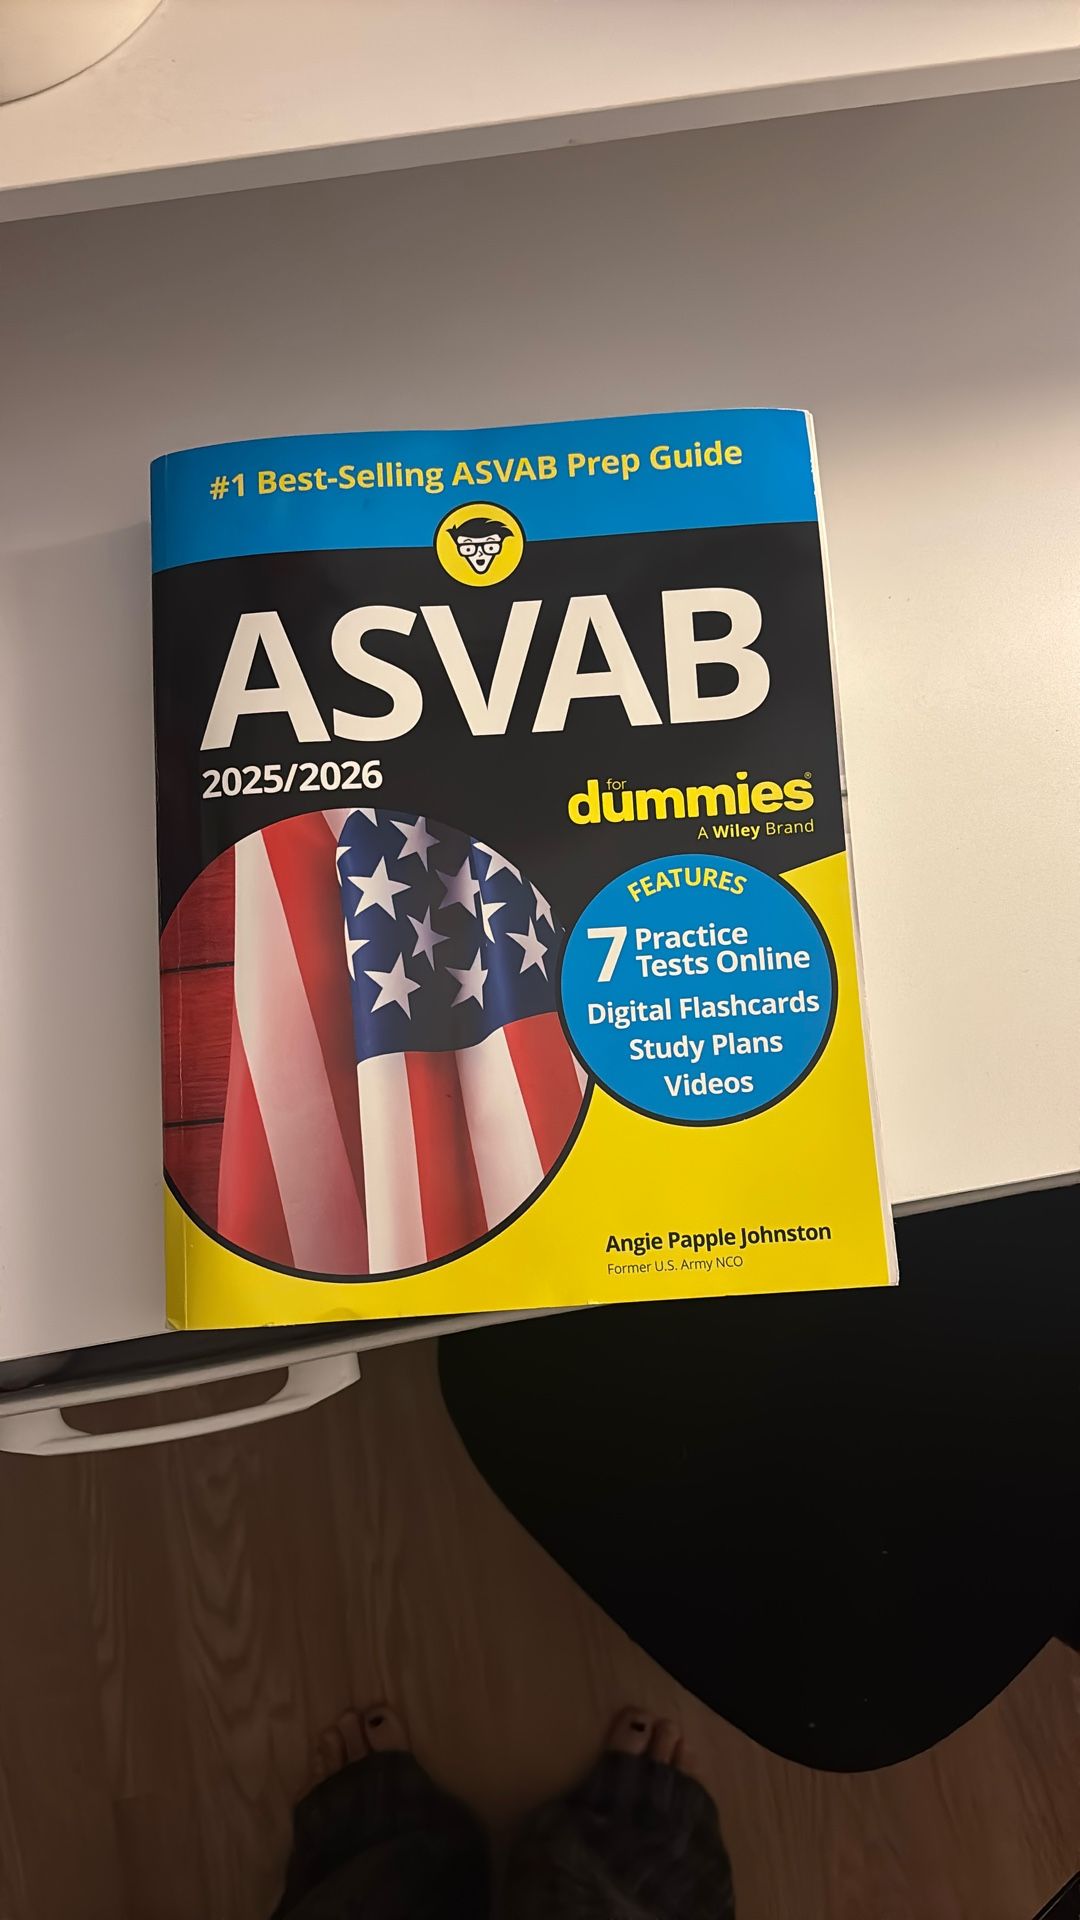 #1 Best-Selling ASVAB Prep Guide
ASVAB
2025/2026
for
dummies®
A Wiley Brand
FEATURES
7 Practice
Tests Online
Digital Flashcards
Study Plans
Videos
Angie Papple Johnston
Former U.S. Army NCO